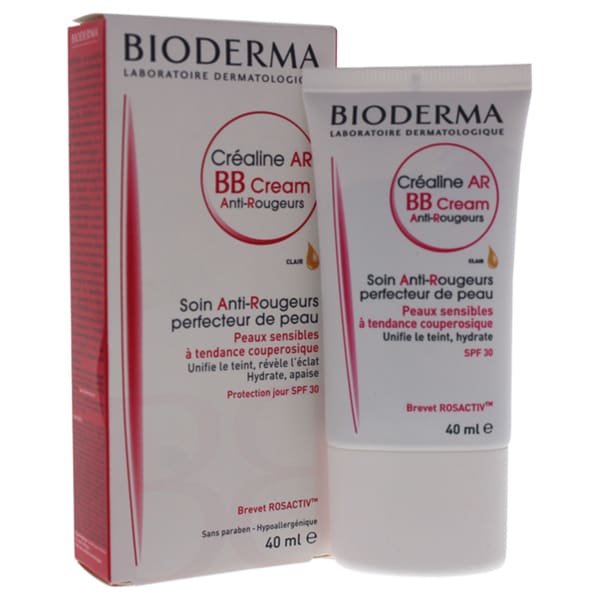 BIODERMA
LABORATOIRE DERMATOLOGIQUE
Créaline AR
BB Cream
Anti-Rougeurs
CLAIR
Soin Anti-Rougeurs
perfecteur de peau
Peaux sensibles
à tendance couperosique
Unifie le teint, révèle l'éclat
Hydrate, apaise
Protection jour SPF 30
Brevet ROSACTIV™
Sans paraben - Hypoallergénique
40 ml e
BIODERMA
LABORATOIRE DERMATOLOGIQUE
Créaline AR
BB Cream
Anti-Rougeurs
CLAIR
Soin Anti-Rougeurs
perfecteur de peau
Peaux sensibles
à tendance couperosique
Unifie le teint, hydrate
SPF 30
Brevet ROSACTIV™
40 ml e